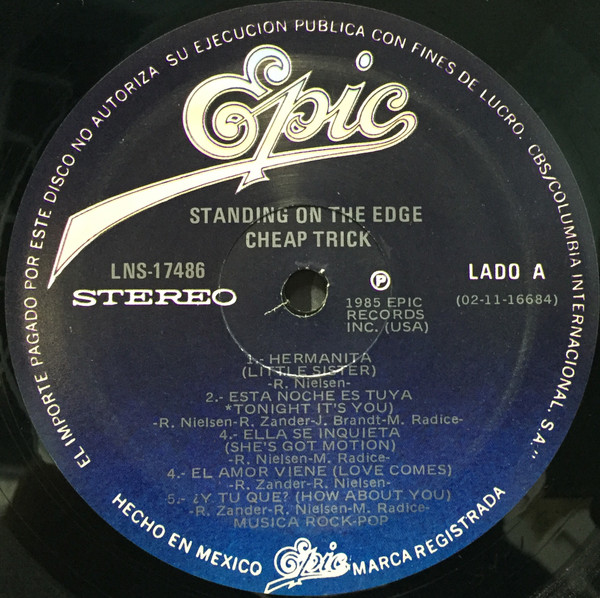 EL IMPORTE PAGADO POR ESTE DISCO NO AUTORIZA SU EJECUCION PUBLICA CON FINES DE LUCRO. CBS/COLUMBIA INTERNACIONAL, S.A."
Epic
STANDING ON THE EDGE
CHEAP TRICK
LNS-17486
STEREO
P
1985 EPIC
RECORDS
INC. (USA)
LADO A
(02-11-16684)
1.- HERMANITA
(LITTLE SISTER)
-R. Nielsen-
2.- ESTA NOCHE ES TUYA
*TONIGHT IT'S YOU)
-R. Nielsen-R. Zander-J. Brandt-M. Radice-
4.- ELLA SE INQUIETA
(SHE'S GOT MOTION)
-R. Nielsen-M. Radice-
4.- EL AMOR VIENE (LOVE COMES)
-R. Zander-R. Nielsen-
5.- ¿Y TU QUE? (HOW ABOUT YOU)
-R. Zander-R. Nielsen-M. Radice-
MUSICA ROCK-POP
HECHO EN MEXICO
Epic
MARCA REGISTRADA